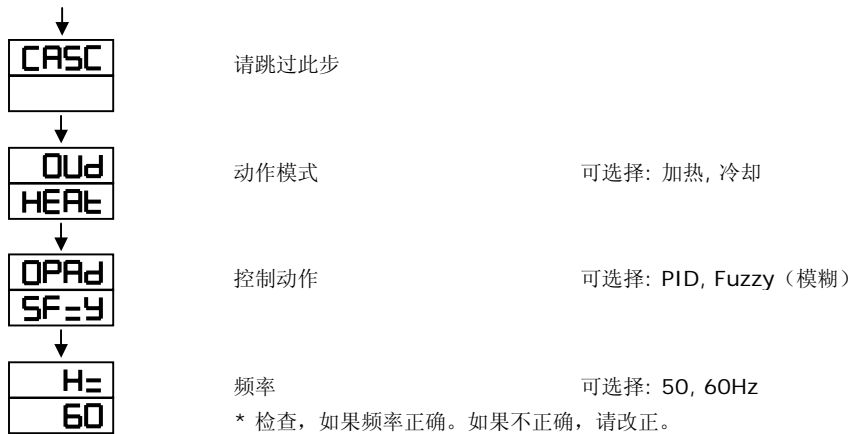 CASC
请跳过此步
OUd
动作模式 可选择: 加热, 冷却
HEAt
OPAd
控制动作 可选择: PID, Fuzzy（模糊）
SF=y
H=
频率 可选择: 50, 60Hz
60
* 检查，如果频率正确。如果不正确，请改正。